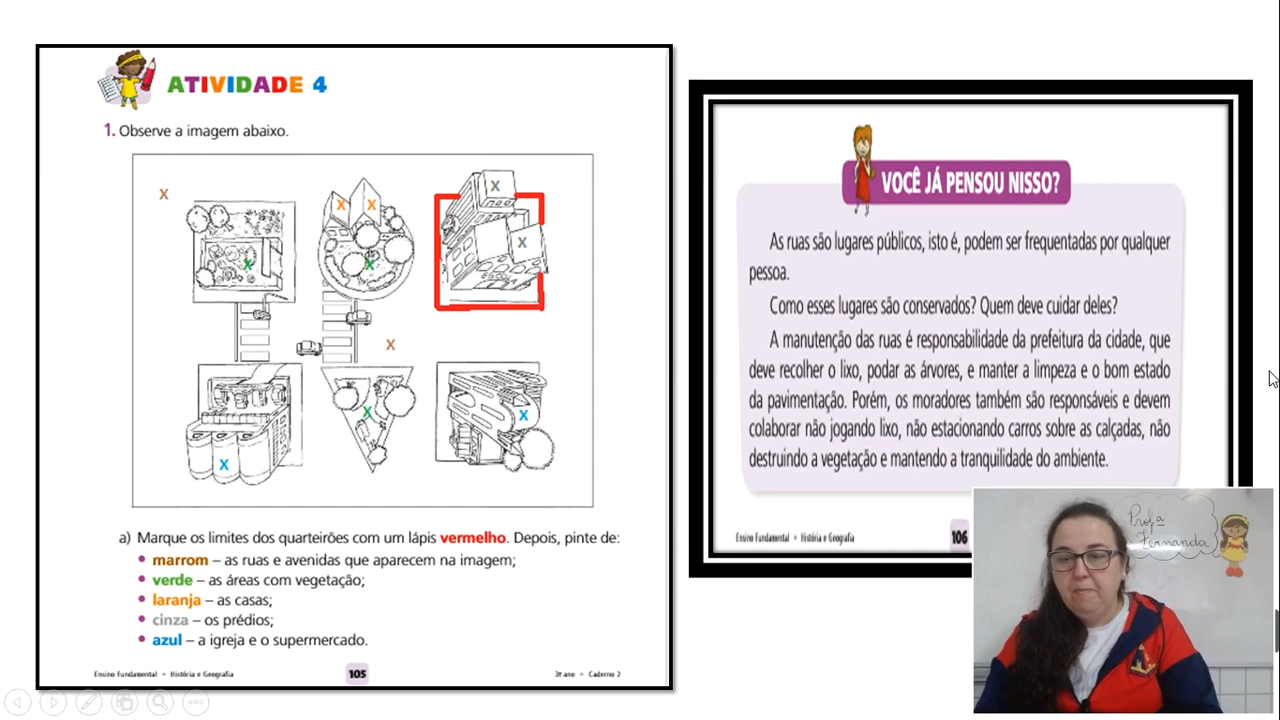 ATIVIDADE 4
1. Observe a imagem abaixo.
X
X X X
X
X X
X
X X
X
a) Marque os limites dos quarteirões com um lápis vermelho. Depois, pinte de:
• marrom – as ruas e avenidas que aparecem na imagem;
• verde – as áreas com vegetação;
• laranja – as casas;
• cinza – os prédios;
• azul – a igreja e o supermercado.
Ensino Fundamental • História e Geografia 105 3º ano • Caderno 2
VOCÊ JÁ PENSOU NISSO?
As ruas são lugares públicos, isto é, podem ser frequentadas por qualquer
pessoa.
Como esses lugares são conservados? Quem deve cuidar deles?
A manutenção das ruas é responsabilidade da prefeitura da cidade, que
deve recolher o lixo, podar as árvores, e manter a limpeza e o bom estado
da pavimentação. Porém, os moradores também são responsáveis e devem
colaborar não jogando lixo, não estacionando carros sobre as calçadas, não
destruindo a vegetação e mantendo a tranquilidade do ambiente.
Ensino Fundamental • História e Geografia 106
Profª
Fernanda